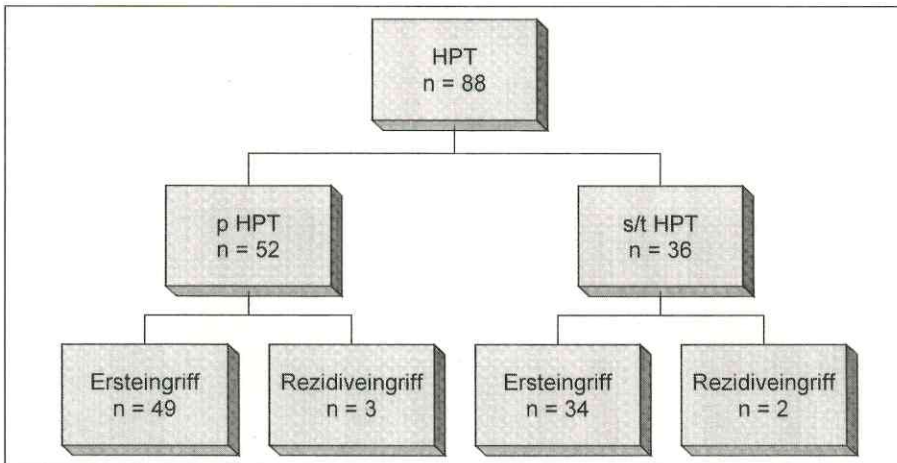 HPT
n = 88
p HPT
n = 52
s/t HPT
n = 36
Ersteingriff
n = 49
Rezidiveingriff
n = 3
Ersteingriff
n = 34
Rezidiveingriff
n = 2